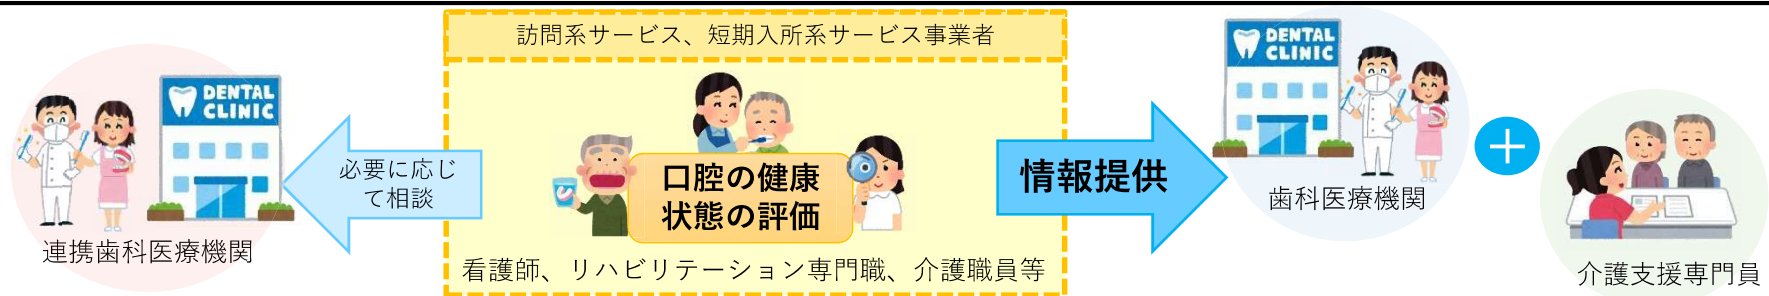 訪問系サービス、短期入所系サービス事業者
DENTAL
CLINIC
連携歯科医療機関
必要に応じ
て相談
口腔の健康
状態の評価
看護師、リハビリテーション専門職、介護職員等
情報提供
DENTAL
CLINIC
歯科医療機関
+
介護支援専門員